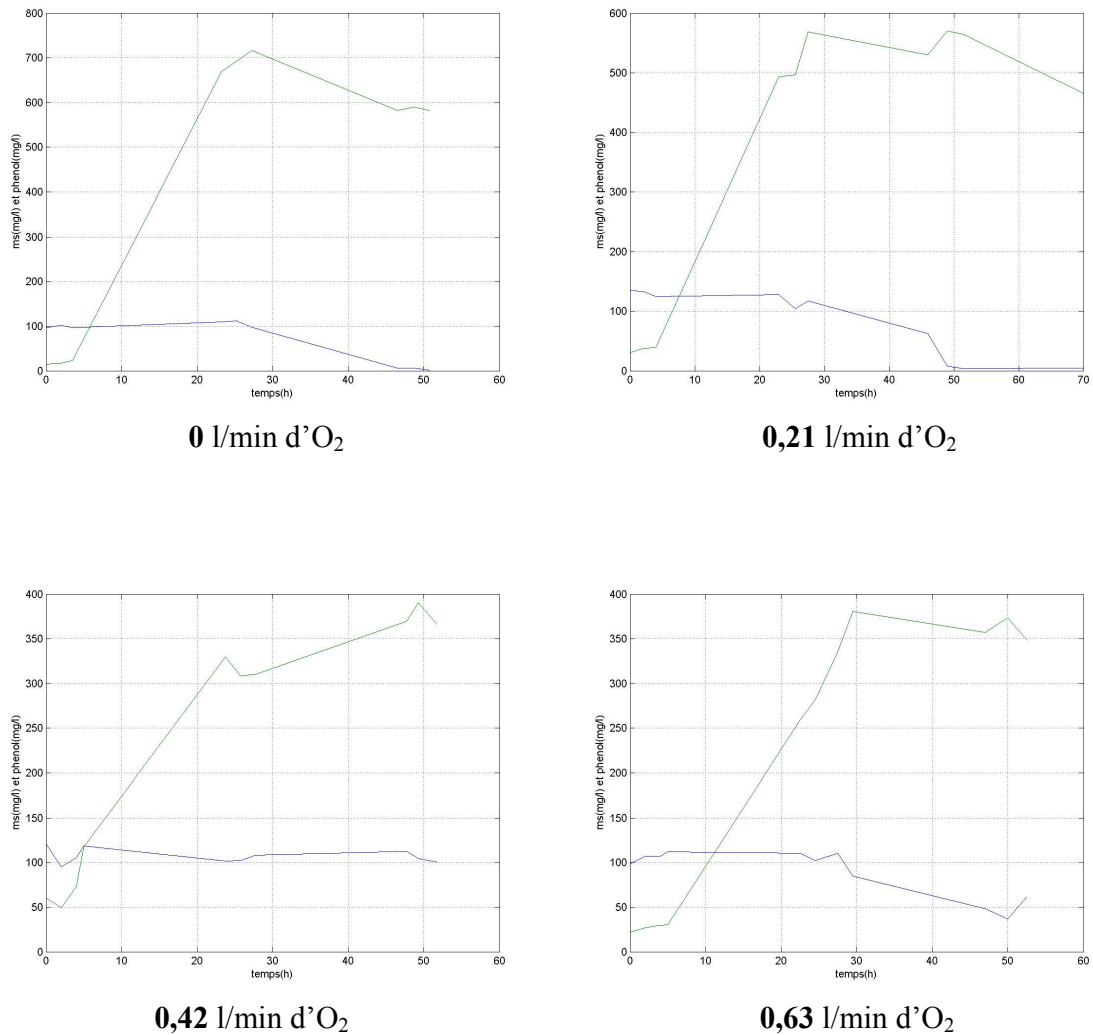 800
700
600
500
400
300
200
100
0
ms(mg/l) et phenol(mg/l)
0 10 20 30 40 50 60
temps(h)
0 l/min d’O2
600
500
400
300
200
100
0
ms(mg/l) et phenol(mg/l)
0 10 20 30 40 50 60 70
temps(h)
0,21 l/min d’O2
400
350
300
250
200
150
100
50
0
ms(mg/l) et phenol(mg/l)
0 10 20 30 40 50 60
temps(h)
0,42 l/min d’O2
400
350
300
250
200
150
100
50
0
ms(mg/l) et phenol(mg/l)
0 10 20 30 40 50 60
temps(h)
0,63 l/min d’O2